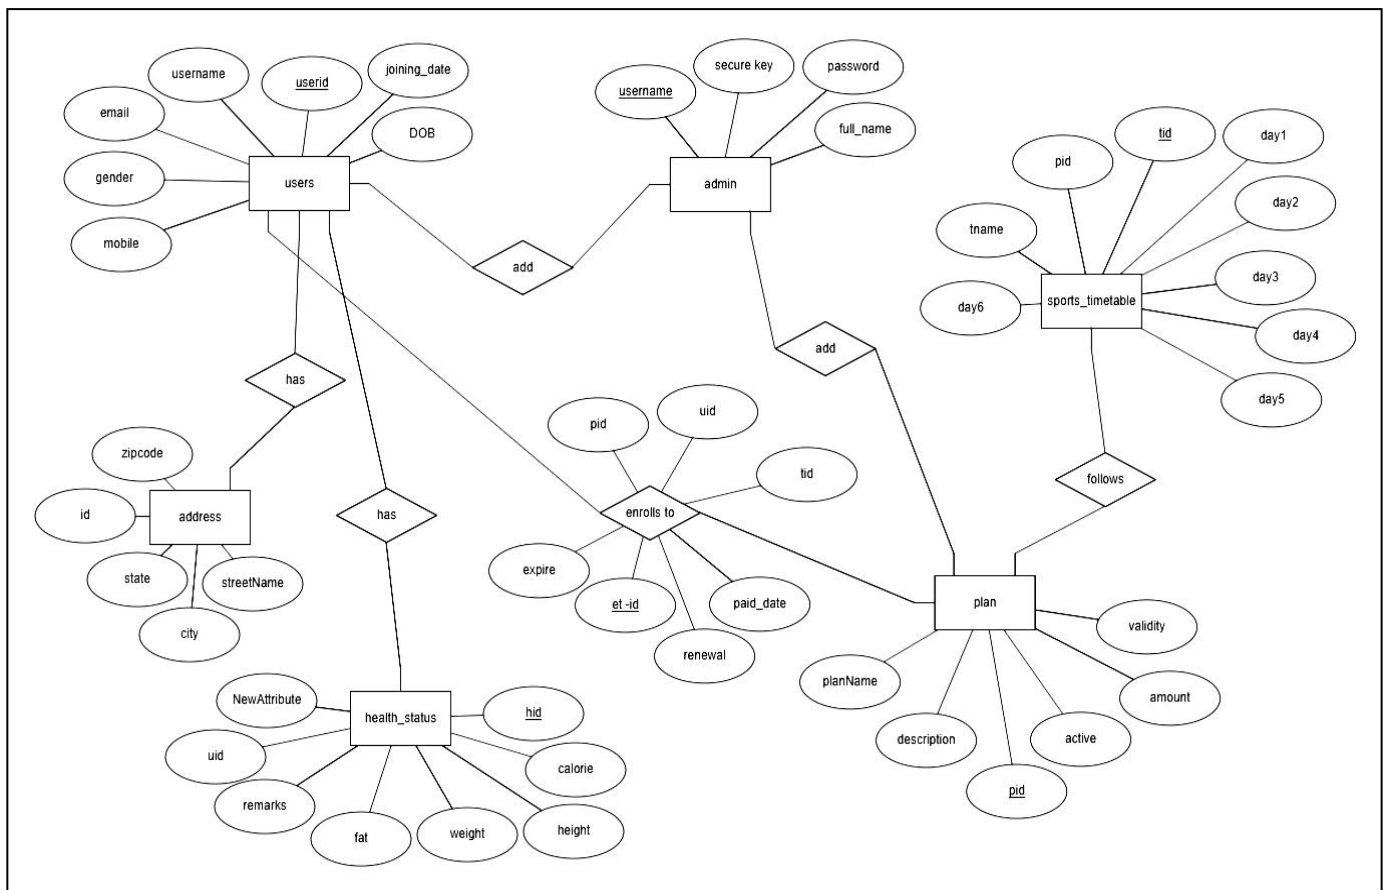 username
userid
joining_date
email
DOB
gender
users
mobile
secure key
password
username
full_name
admin
add
tid
day1
pid
day2
tname
day3
sports_timetable
day6
day4
day5
add
has
pid
uid
zipcode
tid
follows
id
address
has
enrolls to
state
streetName
expire
et -id
paid_date
city
renewal
plan
validity
planName
amount
description
active
pid
NewAttribute
health_status
hid
uid
calorie
remarks
fat
weight
height